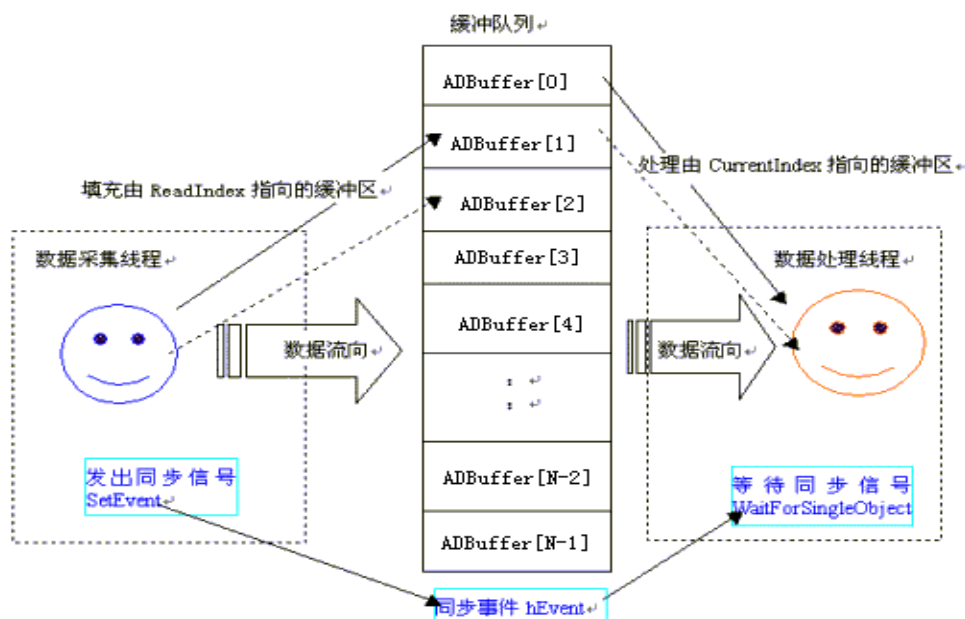 缓冲队列
ADBuffer[0]
ADBuffer[1]
处理由 CurrentIndex 指向的缓冲区
填充由 ReadIndex 指向的缓冲区
ADBuffer[2]
数据采集线程
ADBuffer[3]
数据处理线程
ADBuffer[4]
数据流向
数据流向
:
:
发出同步信号
SetEvent
ADBuffer[N-2]
等待同步信号
WaitForSingleObject
ADBuffer[N-1]
同步事件 hEvent